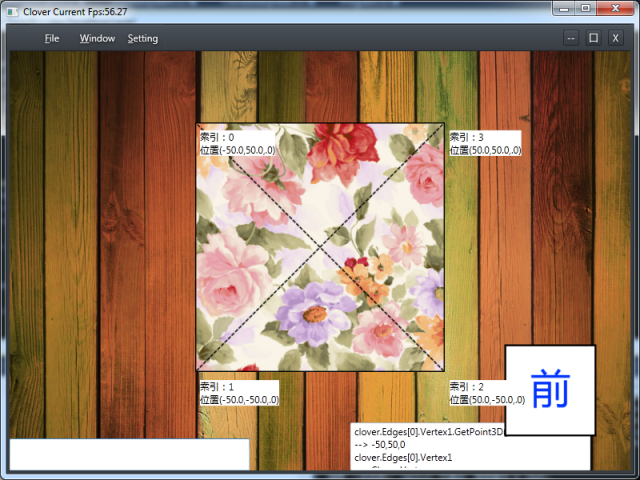 Clover Current Fps:56.27
File Window Setting
索引：0
位置(-50.0,50.0,.0)
索引：3
位置(50.0,50.0,.0)
索引：1
位置(-50.0,-50.0,.0)
索引：2
位置(50.0,-50.0,.0)
前
clover.Edges[0].Vertex1.GetPoint3D(
--> -50,50,0
clover.Edges[0].Vertex1